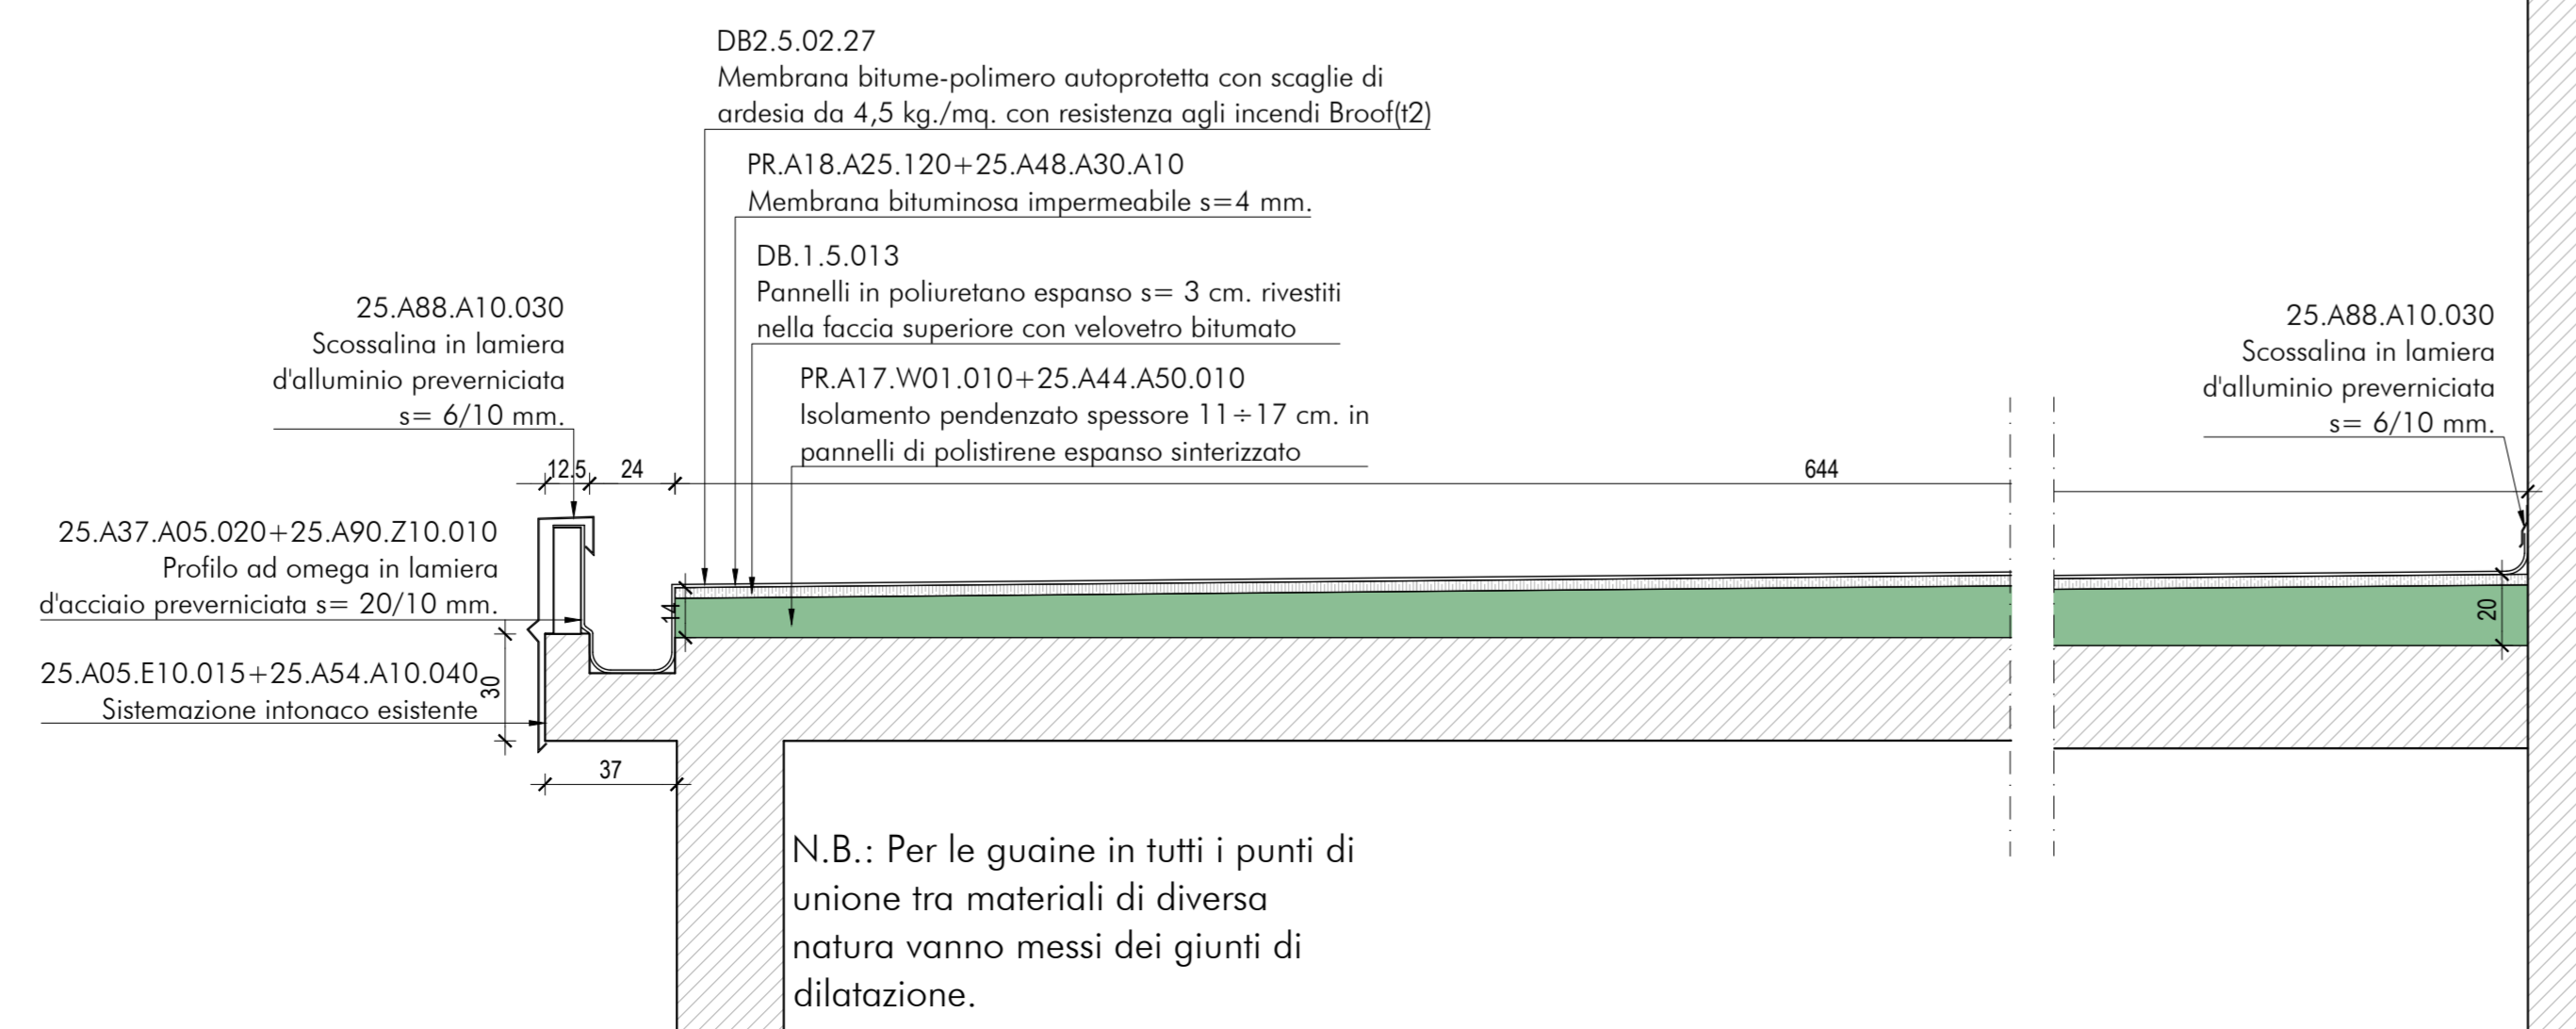 DB2.5.02.27
Membrana bitume-polimero autoprotetta con scaglie di
ardesia da 4,5 kg./mq. con resistenza agli incendi Broof(t2)
PR.A18.A25.120+25.A48.A30.A10
Membrana bituminosa impermeabile s=4 mm.
DB.1.5.013
Pannelli in poliuretano espanso s= 3 cm. rivestiti
nella faccia superiore con velovetro bitumato
PR.A17.W01.010+25.A44.A50.010
Isolamento pendenzato spessore 11÷17 cm. in
pannelli di polistirene espanso sinterizzato
25.A88.A10.030
Scossalina in lamiera
d'alluminio preverniciata
s= 6/10 mm.
25.A88.A10.030
Scossalina in lamiera
d'alluminio preverniciata
s= 6/10 mm.
12.5
24
644
25.A37.A05.020+25.A90.Z10.010
Profilo ad omega in lamiera
d'acciaio preverniciata s= 20/10 mm.
14
20
25.A05.E10.015+25.A54.A10.040
Sistemazione intonaco esistente
30
37
N.B.: Per le guaine in tutti i punti di
unione tra materiali di diversa
natura vanno messi dei giunti di
dilatazione.